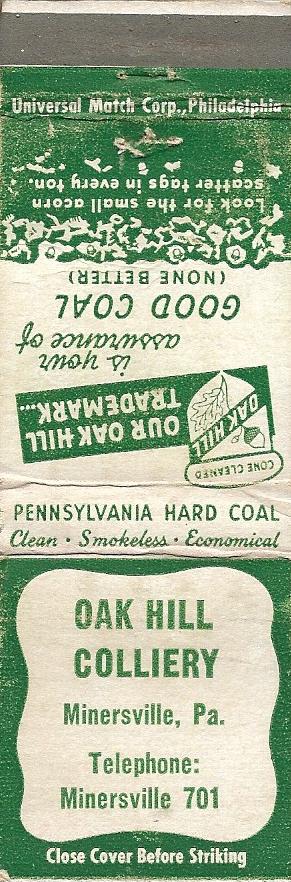 Universal Match Corp., Philadelphia
OUR OAK HILL
TRADEMARK...
CONE CLEANED
OAK HILL
is your
assurance of
GOOD COAL
(NONE BETTER)
Look for the small acorn
scatter tags in every ton.
PENNSYLVANIA HARD COAL
Clean · Smokeless · Economical
OAK HILL
COLLIERY
Minersville, Pa.
Telephone:
Minersville 701
Close Cover Before Striking